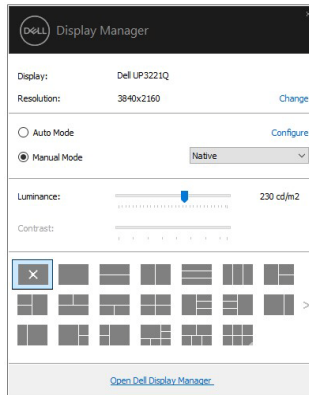 DELL Display Manager
Display: Dell UP3221Q
Resolution: 3840x2160 Change
Auto Mode Configure
Manual Mode Native
Luminance: 230 cd/m2
Contrast:
Open Dell Display Manager